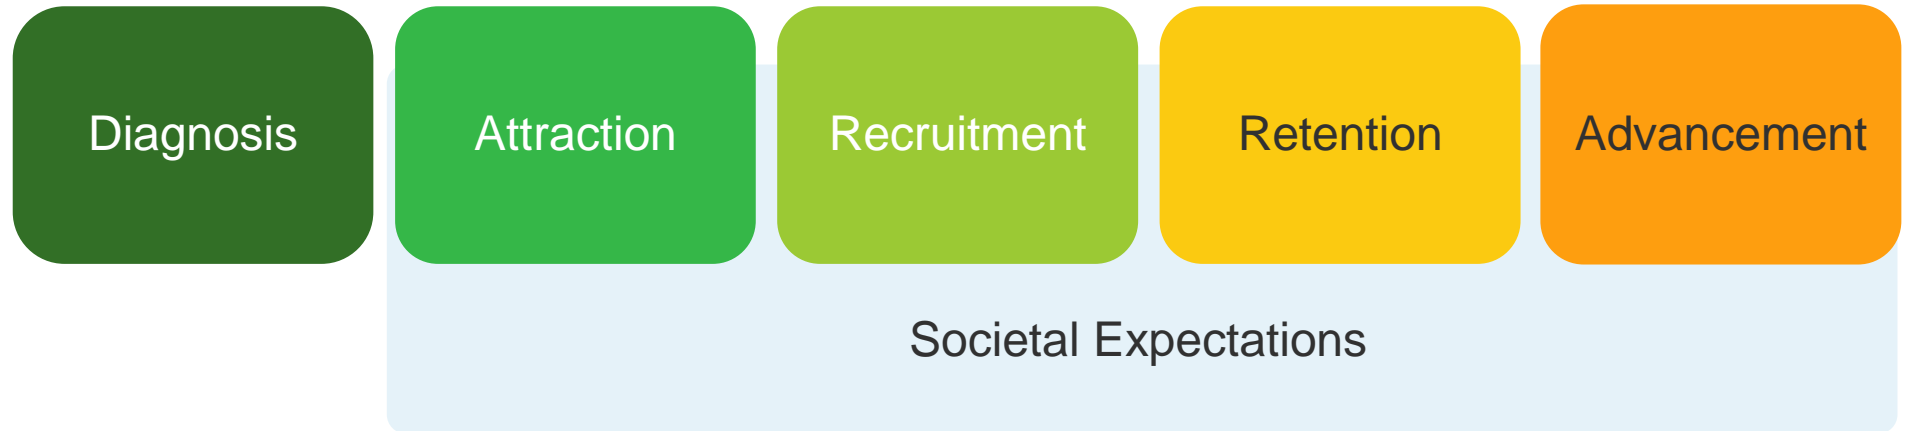 Diagnosis
Attraction
Recruitment
Retention
Advancement
Societal Expectations